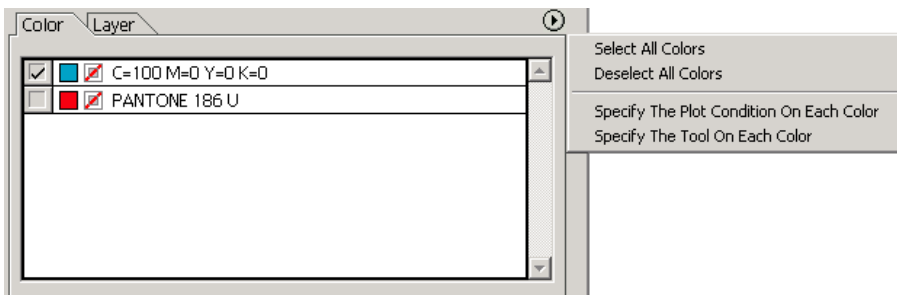 Color Layer
C=100 M=0 Y=0 K=0
PANTONE 186 U
Select All Colors
Deselect All Colors
Specify The Plot Condition On Each Color
Specify The Tool On Each Color